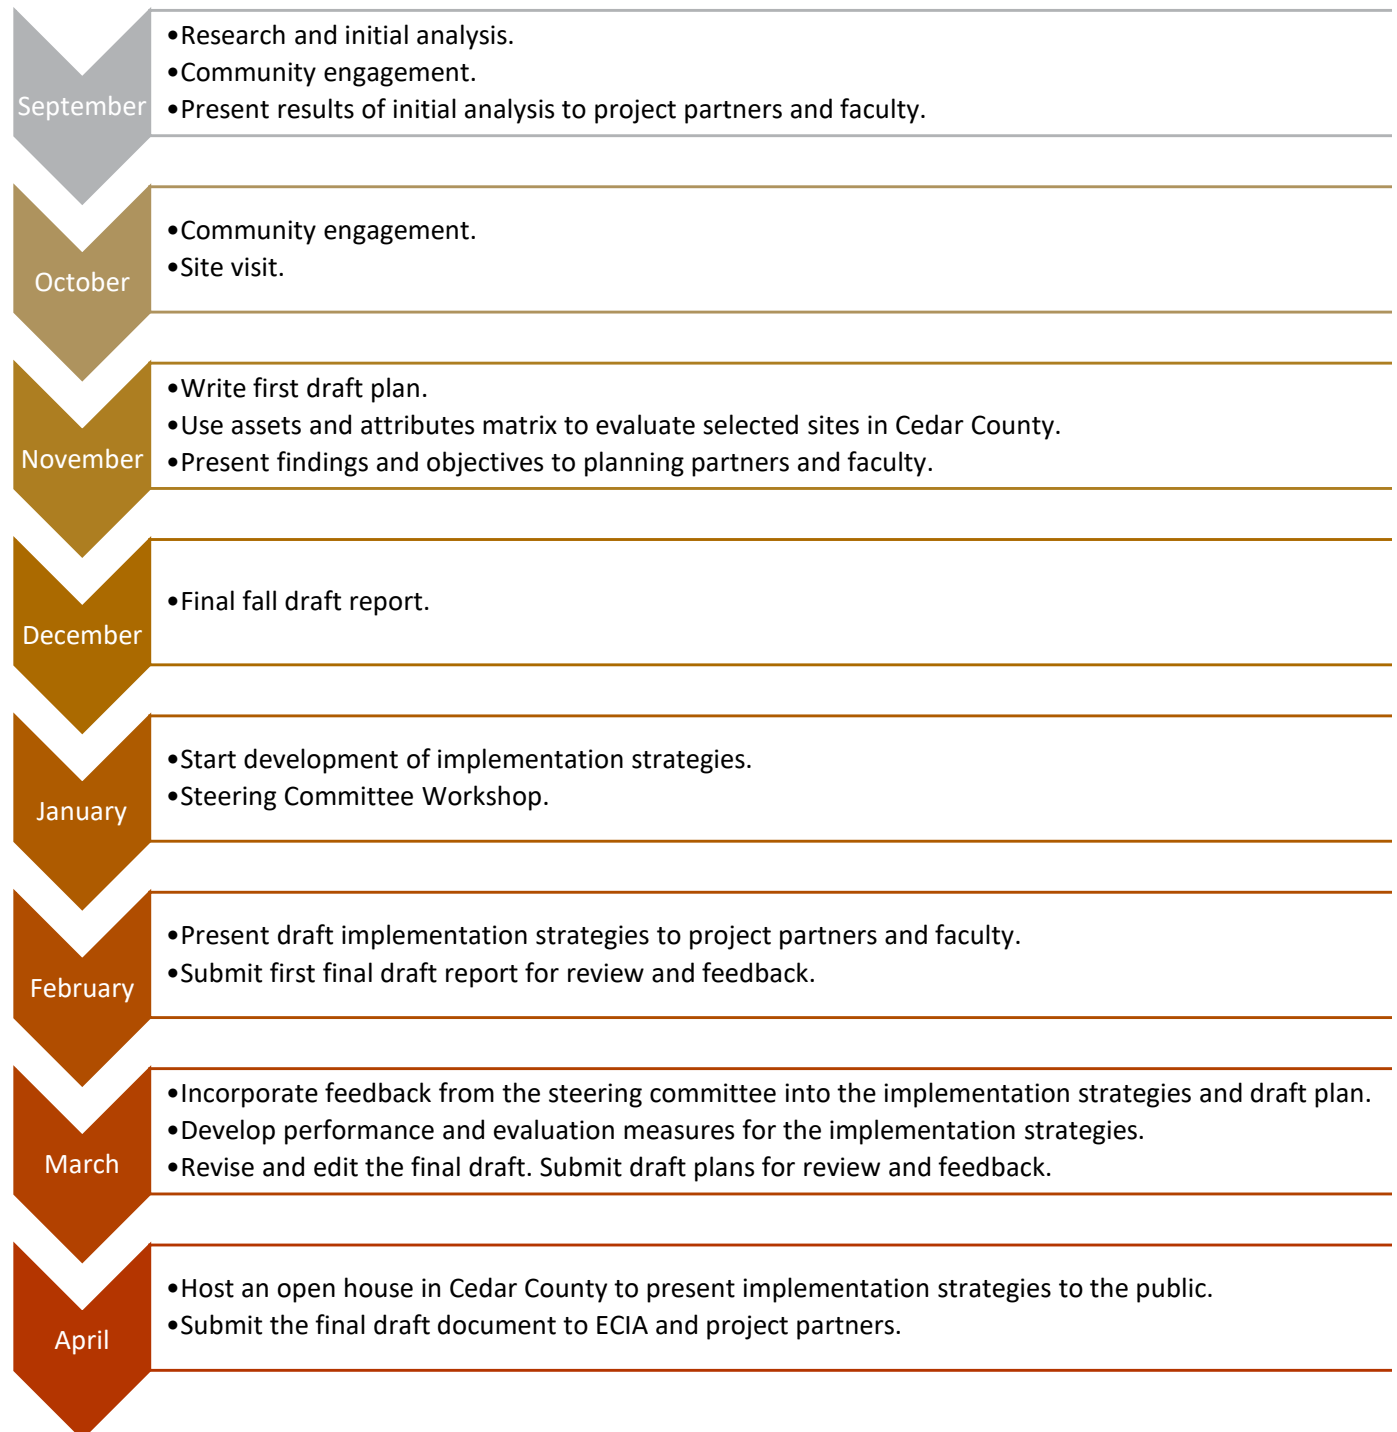 September
•Research and initial analysis.
•Community engagement.
•Present results of initial analysis to project partners and faculty.
October
•Community engagement.
•Site visit.
November
•Write first draft plan.
•Use assets and attributes matrix to evaluate selected sites in Cedar County.
•Present findings and objectives to planning partners and faculty.
December
•Final fall draft report.
January
•Start development of implementation strategies.
•Steering Committee Workshop.
February
•Present draft implementation strategies to project partners and faculty.
•Submit first final draft report for review and feedback.
March
•Incorporate feedback from the steering committee into the implementation strategies and draft plan.
•Develop performance and evaluation measures for the implementation strategies.
•Revise and edit the final draft. Submit draft plans for review and feedback.
April
•Host an open house in Cedar County to present implementation strategies to the public.
•Submit the final draft document to ECIA and project partners.